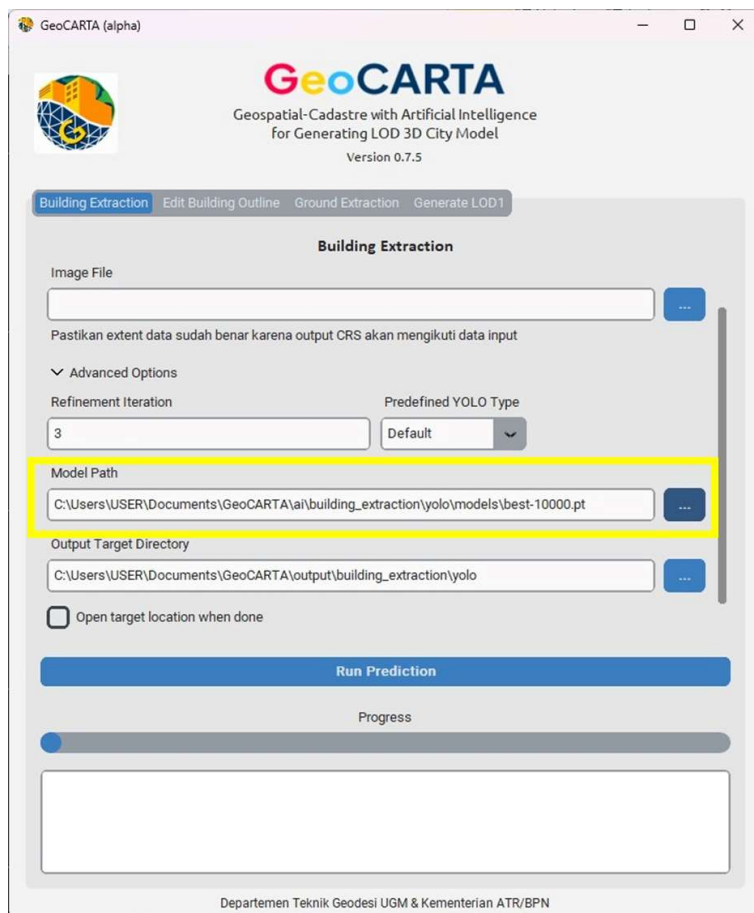 GeoCARTA (alpha)
GeoCARTA
Geospatial-Cadastre with Artificial Intelligence
for Generating LOD 3D City Model
Version 0.7.5
Building Extraction Edit Building Outline Ground Extraction Generate LOD1
Building Extraction
Image File
...
Pastikan extent data sudah benar karena output CRS akan mengikuti data input
Advanced Options
Refinement Iteration Predefined YOLO Type
3 Default
Model Path
C:\Users\USER\Documents\GeoCARTA\ai\building_extraction\yolo\models\best-10000.pt ...
Output Target Directory
C:\Users\USER\Documents\GeoCARTA\output\building_extraction\yolo ...
Open target location when done
Run Prediction
Progress
Departemen Teknik Geodesi UGM & Kementerian ATR/BPN